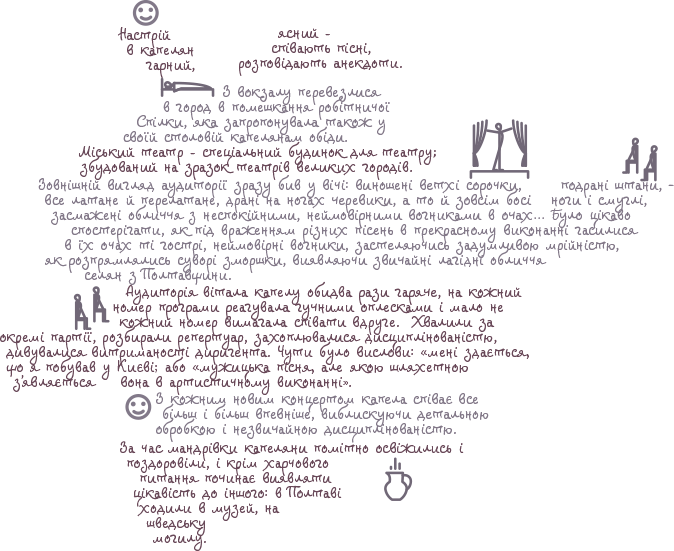 Настрій ясний -
в капелян співають пісні,
гарний, розповідають анекдоти.
З вокзалу перевезлися
в город в помешкання робітничої
Спілки, яка запропонувала також у
своїй столовій капелянам обіди.
Міський театр - спеціальний будинок для театру;
збудований на зразок театрів великих городів.
Зовнішній вигляд аудиторії зразу бив у вічі: виношені ветхі сорочки, подрані штани, -
все латане й перелатане, драні на ногах черевики, а то й зовсім босі ноги і смуглі,
засмажені обличчя з неспокійними, неймовірними вогниками в очах... Було цікаво
спостерігати, як під враженням різних пісень в прекрасному виконанні гасилися
в їх очах ті гострі, неймовірні вогники, застеляючись задумливою мрійністю,
як розпрямлялись суворі зморшки, виявляючи звичайні лагідні обличчя
селян з Полтавщини.
Аудиторія вітала капелу обидва рази гаряче, на кожний
номер програми реагувала гучними оплесками і мало не
кожний номер вимагала співати вдруге. Хвалили за
окремі партії, розбирали репертуар, захоплювалися дисциплінованістю,
дивувалися витриманості диригента. Чути було вислови: «мені здається,
що я побував у Києві; або «мужицька пісня, але якою шляхетною
з'являється вона в артистичному виконанні».
З кожним новим концертом капела співає все
більш і більш впевніше, виблискуючи детальною
обробкою і незвичайною дисциплінованістю.
За час мандрівки капеляни помітно освіжились і
поздоровіли, і крім харчового
питання починає виявляти
цікавість до іншого: в Полтаві
ходили в музей, на
шведську
могилу.